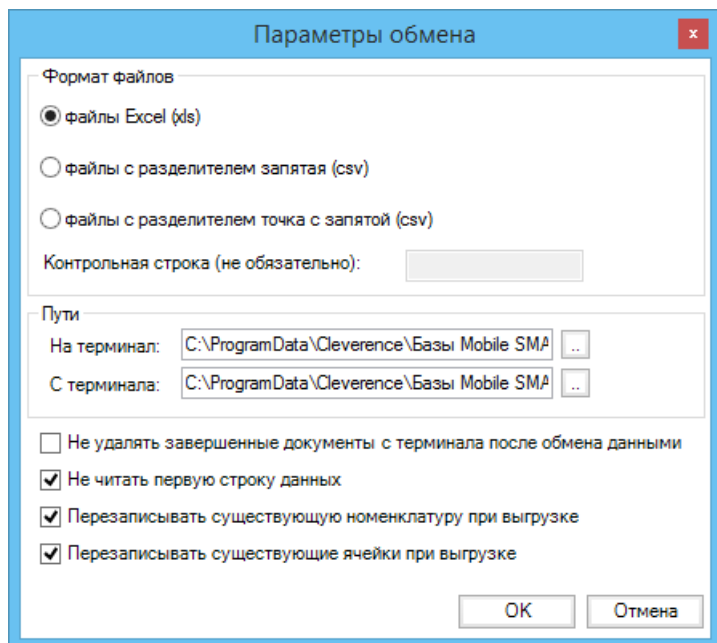 Параметры обмена
x
Формат файлов
файлы Excel (xls)
файлы с разделителем запятая (csv)
файлы с разделителем точка с запятой (csv)
Контрольная строка (не обязательно):
Пути
На терминал: C:\ProgramData\Cleverence\Базы Mobile SMA ..
С терминала: C:\ProgramData\Cleverence\Базы Mobile SMA ..
Не удалять завершенные документы с терминала после обмена данными
Не читать первую строку данных
Перезаписывать существующую номенклатуру при выгрузке
Перезаписывать существующие ячейки при выгрузке
OK Отмена